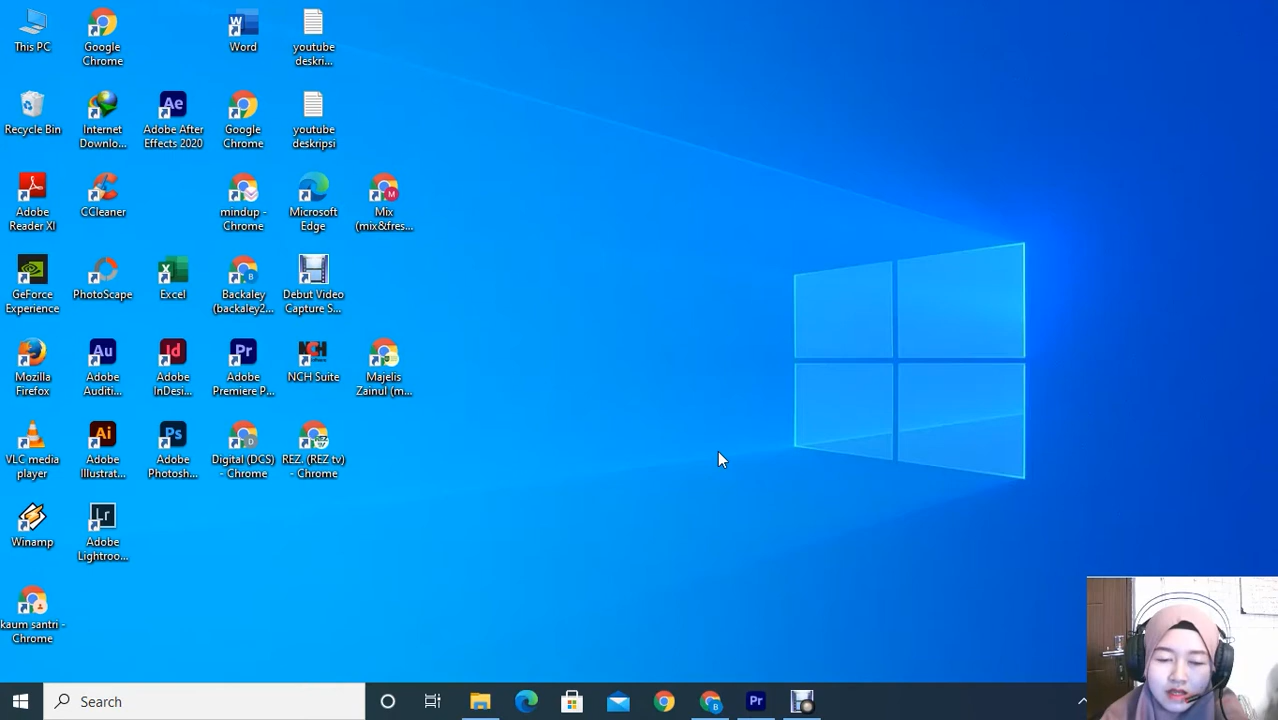 This PC
Google
Chrome
Word
youtube
deskri...
Recycle Bin
Internet
Downlo...
Adobe After
Effects 2020
Google
Chrome
youtube
deskripsi
Adobe
Reader XI
CCleaner
mindup -
Chrome
Microsoft
Edge
Mix
(mix&fres...
GeForce
Experience
PhotoScape
Excel
Backaley
(backaley2...
Debut Video
Capture S...
Mozilla
Firefox
Adobe
Auditi...
Adobe
InDesi...
Adobe
Premiere P...
NCH Suite
Majelis
Zainul (m...
VLC media
player
Adobe
Illustrat...
Adobe
Photosh...
Digital (DCS)
- Chrome
REZ. (REZ tv)
- Chrome
Winamp
Adobe
Lightroo...
kaum santri -
Chrome
Search